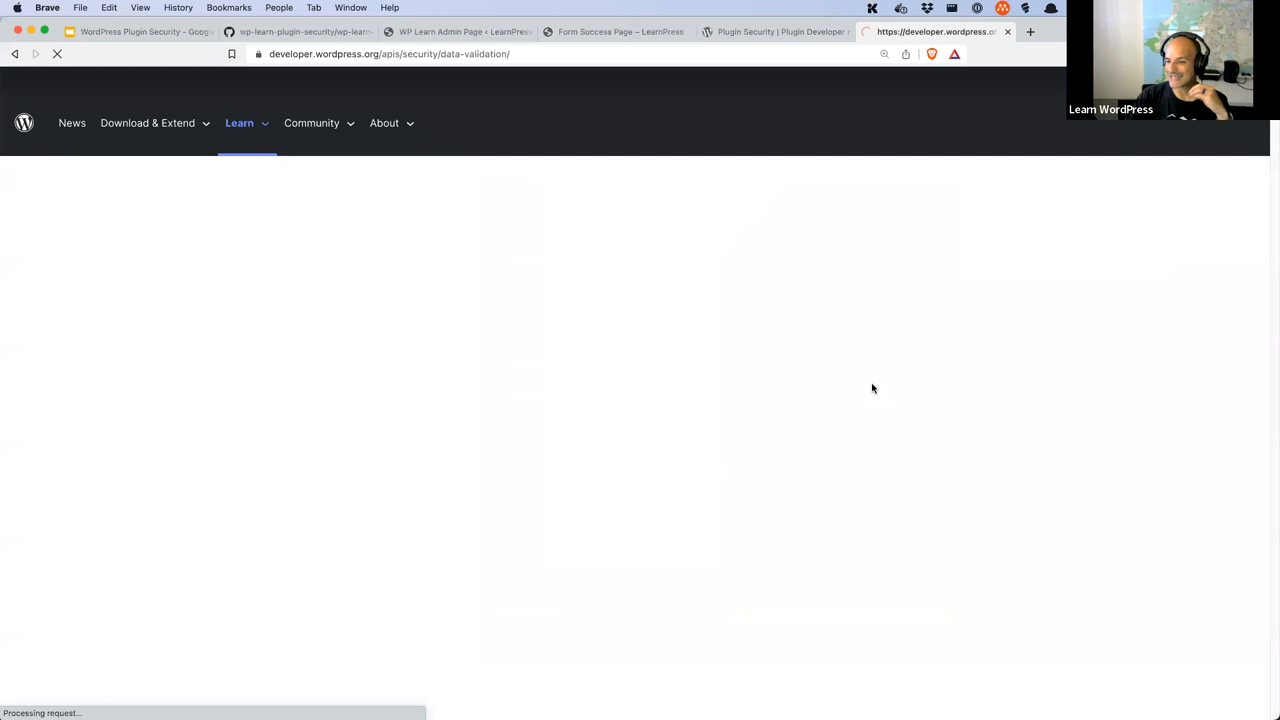 Brave File Edit View History Bookmarks People Tab Window Help
WordPress Plugin Security - Google
wp-learn-plugin-security/wp-learn-
WP Learn Admin Page ‹ LearnPress
Form Success Page – LearnPress
Plugin Security | Plugin Developer
https://developer.wordpress.o
developer.wordpress.org/apis/security/data-validation/
Learn WordPress
News Download & Extend Learn Community About
Processing request...